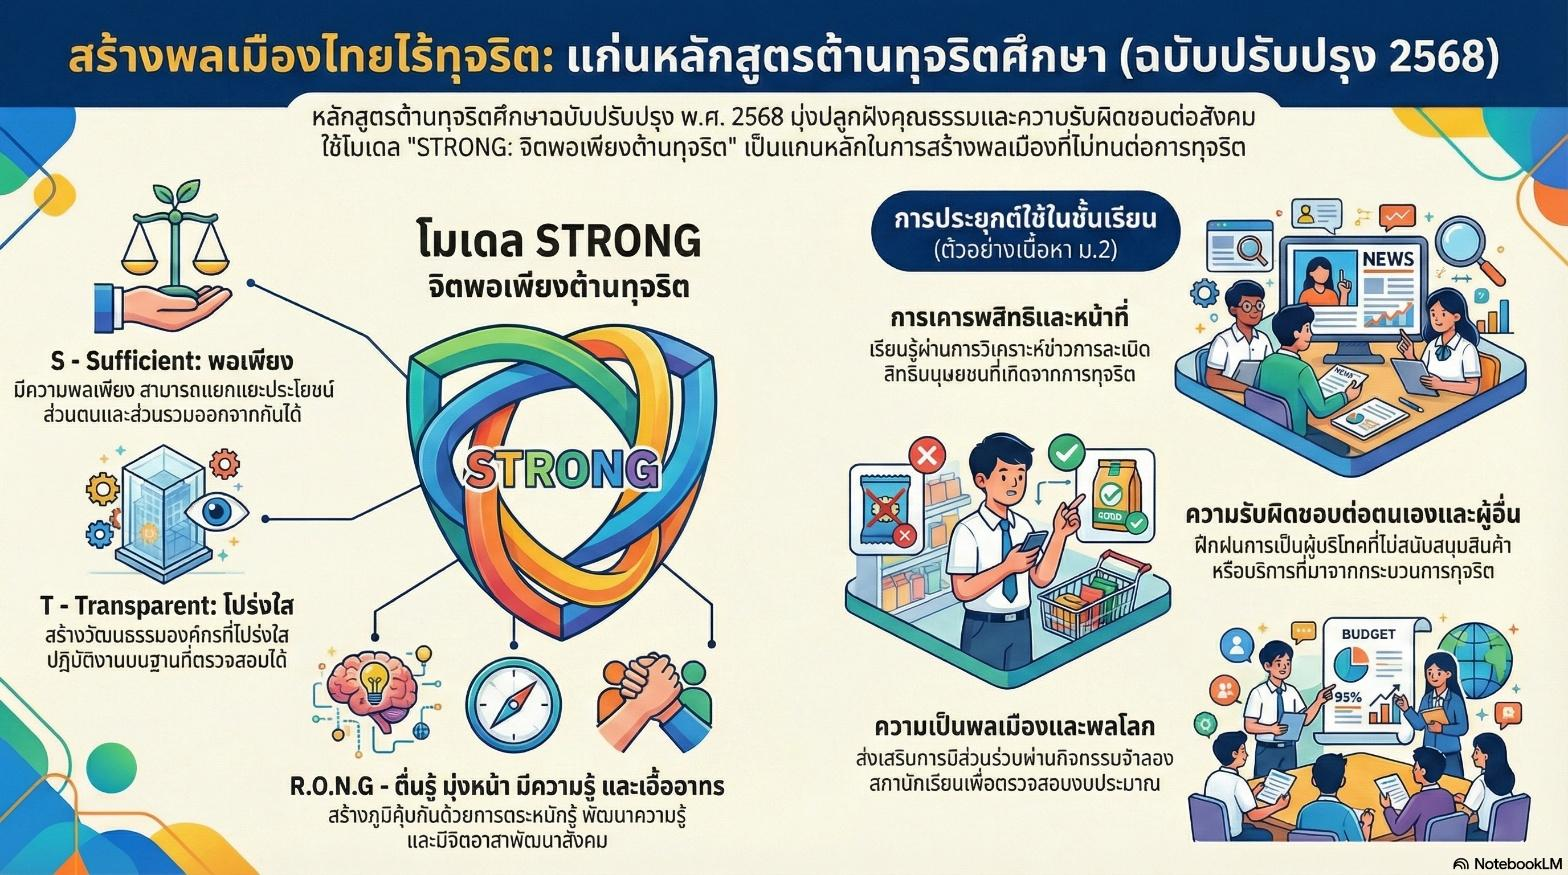 สร้างพลเมืองไทยไร้ทุจริต: แก่นหลักสูตรต้านทุจริตศึกษา (ฉบับปรับปรุง 2568)
หลักสูตรต้านทุจริตศึกษาฉบับปรับปรุง พ.ศ. 2568 มุ่งปลูกฝังคุณธรรมและความรับผิดชอบต่อสังคม
ใช้โมเดล "STRONG: จิตพอเพียงต้านทุจริต" เป็นแกนหลักในการสร้างพลเมืองที่ไม่ทนต่อการทุจริต
โมเดล STRONG
จิตพอเพียงต้านทุจริต
STRONG
S - Sufficient: พอเพียง
มีความพลเพียง สามารถแยกแยะประโยชน์
ส่วนตนและส่วนรวมออกจากกันได้
T - Transparent: โปร่งใส
สร้างวัฒนธรรมองค์กรที่โปร่งใส
ปฎิบัติงานบนฐานที่ตรวจสอบได้
R.O.N.G - ตื่นรู้ มุ่งหน้า มีความรู้ และเอื้ออาทร
สร้างภูมิคุ้มกันด้วยการตระหนักรู้ พัฒนาความรู้
และมีจิตอาสาพัฒนาสังคม
การประยุกต์ใช้ในชั้นเรียน
(ตัวอย่างเนื้อหา ม.2)
การเคารพสิทธิและหน้าที่
เรียนรู้ผ่านการวิเคราะห์ข่าวการละเบิด
สิทธิ์บนุษยชนที่เทิดจากการทุจริต
NEWS
NEWS
GOOD
ความรับผิดชอบต่อตนเองและผู้อื่น
ฝึกฝนการเป็นผู้บริโทคที่ไม่สนับสนุมสินค้า
หรือบริการที่มาจากกระบวนการกุจริต
ความเป็นพลเมืองและพลโลก
ส่งเสริมการมีส่วนร่วบผ่านกิจทรรบจำลอง
สภานักเรียนเพื่อตรวจสอบงบประมาณ
BUDGET
95%
NotebookLM